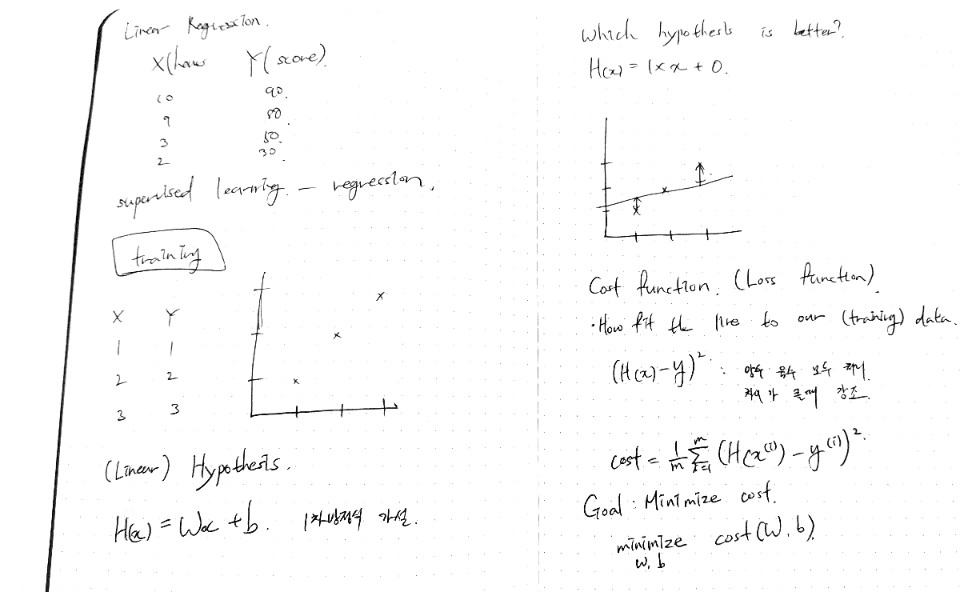 Linear Regression.
X(hours Y(score)
10 90.
9 80.
3 50.
2 30.
supervised learning - regression.
training
X Y
1 1
2 2
3 3
(Linear) Hypothesis.
H(x) = Wx + b. 1차방정식 가설.
Which hypothesis is better?
H(x) = 1 × x + 0.
Cost function. (Loss function)
· How fit the line to our (training) data.
(H(x) - y)² : 양수 음수 모두 처리.
차이가 클때 강조.
cost = 1/m Σ_{i=1}^{m} (H(x^(i)) - y^(i))².
Goal : Minimize cost.
minimize cost(W, b)
W, b